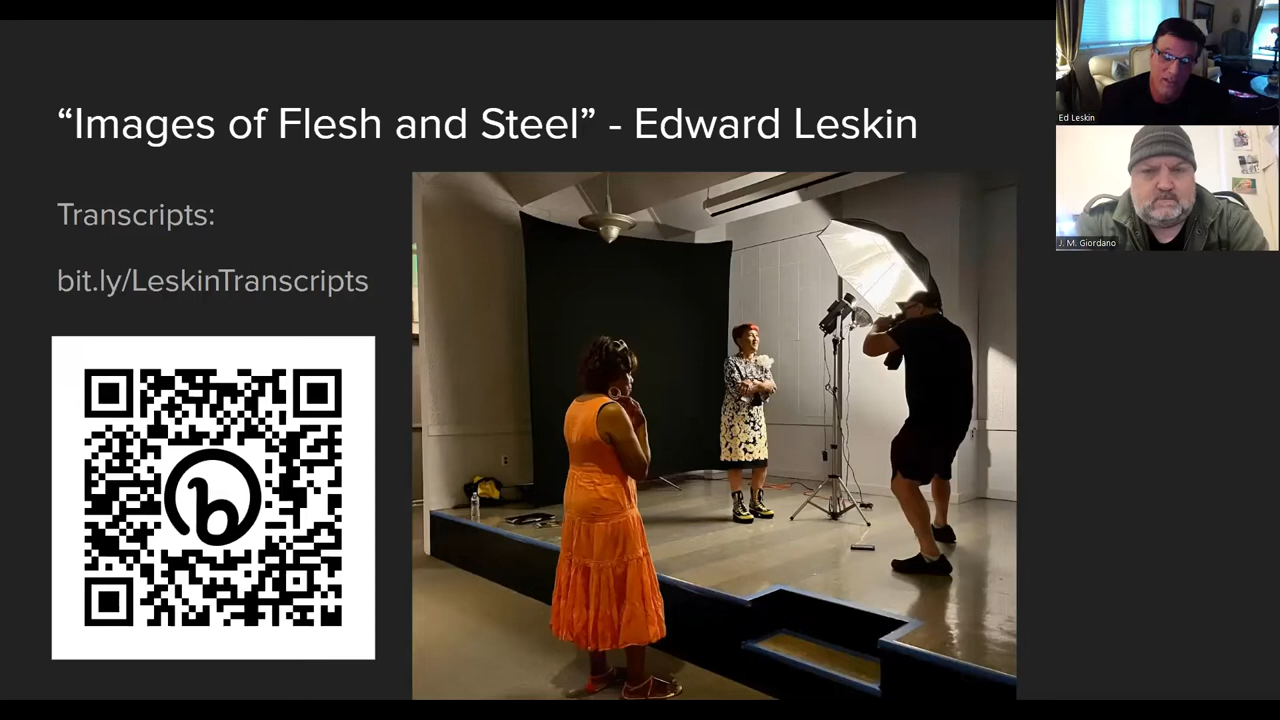 “Images of Flesh and Steel” - Edward Leskin
Transcripts:
bit.ly/LeskinTranscripts
b
Ed Leskin
J. M. Giordano